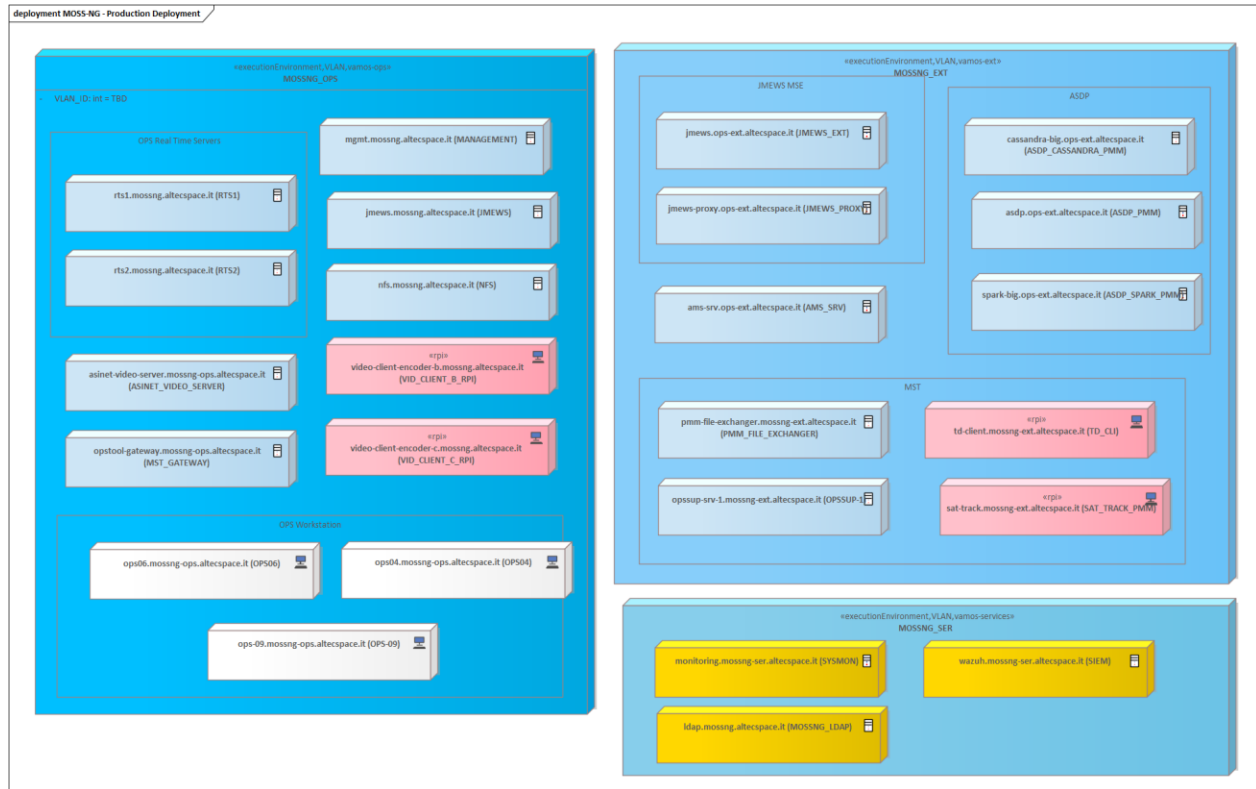 deployment MOSS-NG - Production Deployment
«executionEnvironment,VLAN,vamos-ops»
MOSSNG_OPS
- VLAN_ID: int = TBD
OPS Real Time Servers
rts1.mossng.altecspace.it (RTS1)
rts2.mossng.altecspace.it (RTS2)
mgmt.mossng.altecspace.it (MANAGEMENT)
jmews.mossng.altecspace.it (JMEWS)
nfs.mossng.altecspace.it (NFS)
asinet-video-server.mossng-ops.altecspace.it
(ASINET_VIDEO_SERVER)
opstool-gateway.mossng-ops.altecspace.it
(MST_GATEWAY)
«rpi»
video-client-encoder-b.mossng.altecspace.it
(VID_CLIENT_B_RPI)
«rpi»
video-client-encoder-c.mossng.altecspace.it
(VID_CLIENT_C_RPI)
OPS Workstation
ops06.mossng-ops.altecspace.it (OPS06)
ops04.mossng-ops.altecspace.it (OPS04)
ops-09.mossng-ops.altecspace.it (OPS-09)
«executionEnvironment,VLAN,vamos-ext»
MOSSNG_EXT
JMEWS MSE
jmews.ops-ext.altecspace.it (JMEWS_EXT)
jmews-proxy.ops-ext.altecspace.it (JMEWS_PROXY)
ams-srv.ops-ext.altecspace.it (AMS_SRV)
ASDP
cassandra-big.ops-ext.altecspace.it
(ASDP_CASSANDRA_PMM)
asdp.ops-ext.altecspace.it (ASDP_PMM)
spark-big.ops-ext.altecspace.it (ASDP_SPARK_PMM)
MST
pmm-file-exchanger.mossng-ext.altecspace.it
(PMM_FILE_EXCHANGER)
opssup-srv-1.mossng-ext.altecspace.it (OPSSUP-1)
«rpi»
td-client.mossng-ext.altecspace.it (TD_CLI)
«rpi»
sat-track.mossng-ext.altecspace.it (SAT_TRACK_PMM)
«executionEnvironment,VLAN,vamos-services»
MOSSNG_SER
monitoring.mossng-ser.altecspace.it (SYSMON)
wazuh.mossng-ser.altecspace.it (SIEM)
ldap.mossng.altecspace.it (MOSSNG_LDAP)